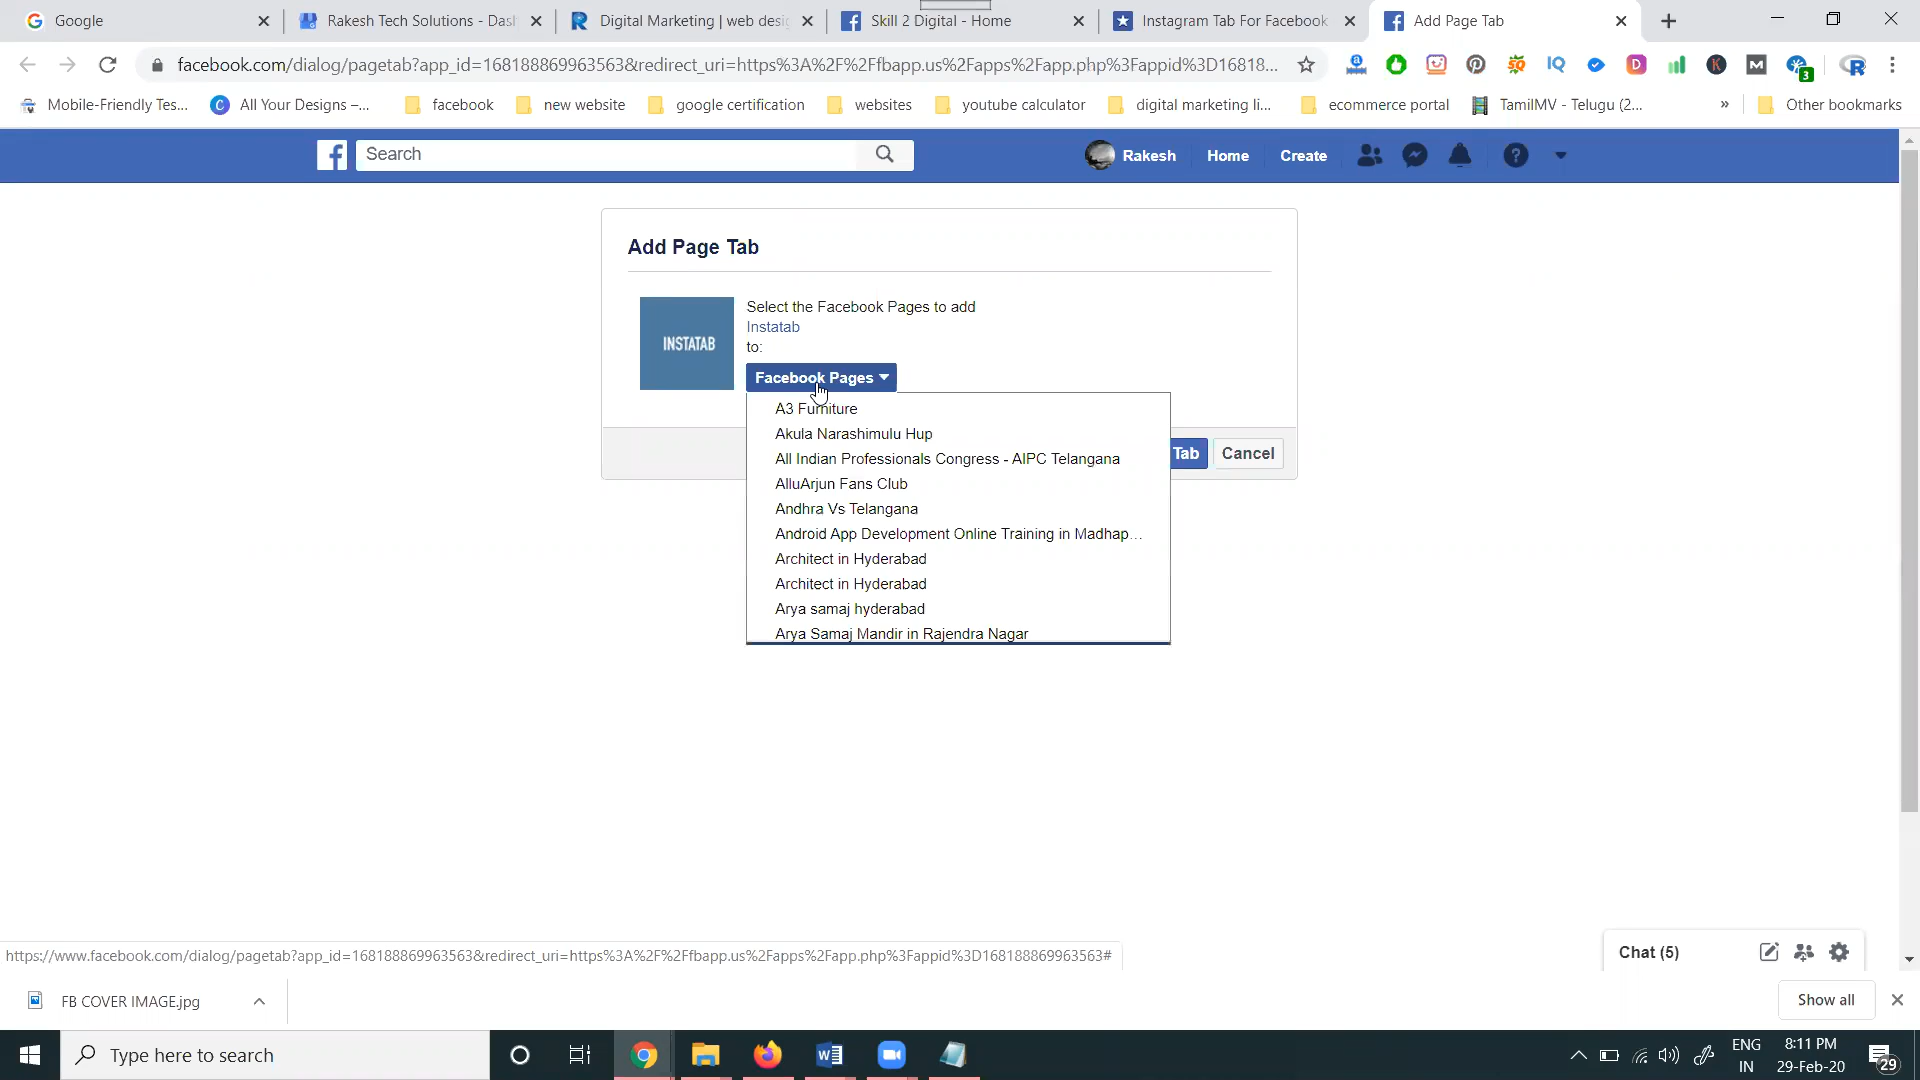 Google
Rakesh Tech Solutions - Das
Digital Marketing | web desi
Skill 2 Digital - Home
Instagram Tab For Facebook
Add Page Tab
facebook.com/dialog/pagetab?app_id=168188869963563&redirect_uri=https%3A%2F%2Ffbapp.us%2Fapps%2Fapp.php%3Fappid%3D16818...
Mobile-Friendly Tes...
All Your Designs –...
facebook
new website
google certification
websites
youtube calculator
digital marketing li...
ecommerce portal
TamilMV - Telugu (2...
»
Other bookmarks
Search
Rakesh
Home
Create
Add Page Tab
INSTATAB
Select the Facebook Pages to add
Instatab
to:
Facebook Pages
A3 Furniture
Akula Narashimulu Hup
All Indian Professionals Congress - AIPC Telangana
AlluArjun Fans Club
Andhra Vs Telangana
Android App Development Online Training in Madhap...
Architect in Hyderabad
Architect in Hyderabad
Arya samaj hyderabad
Arya Samaj Mandir in Rajendra Nagar
Tab
Cancel
https://www.facebook.com/dialog/pagetab?app_id=168188869963563&redirect_uri=https%3A%2F%2Ffbapp.us%2Fapps%2Fapp.php%3Fappid%3D168188869963563#
Chat (5)
FB COVER IMAGE.jpg
Show all
Type here to search
ENG
IN
8:11 PM
29-Feb-20
29